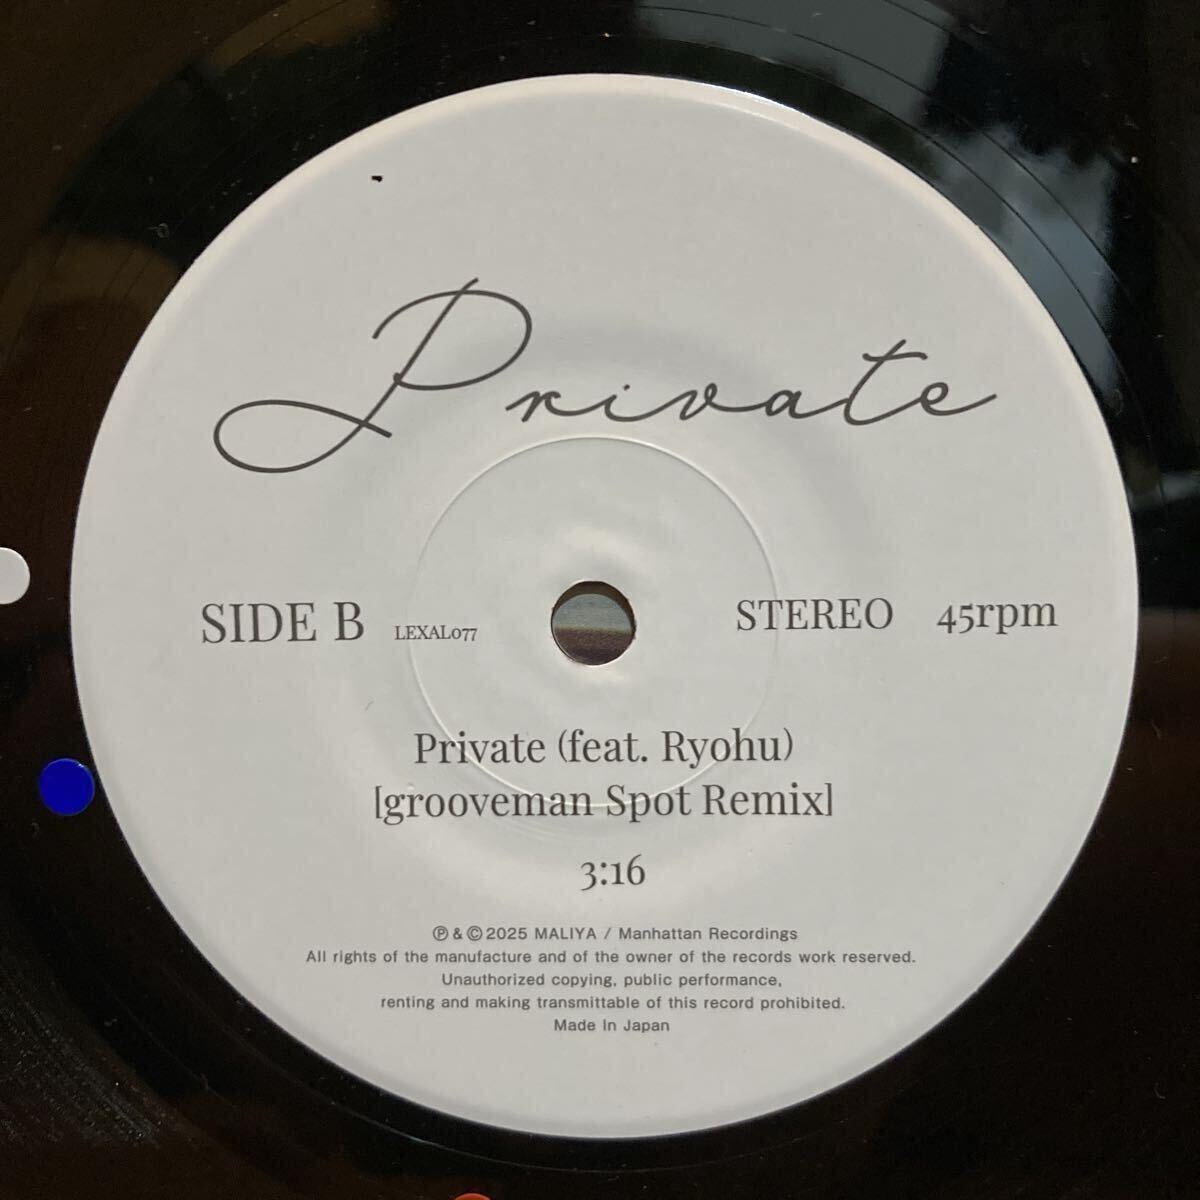 Private
SIDE B LEXAL077 STEREO 45rpm
Private (feat. Ryohu)
[grooveman Spot Remix]
3:16
℗ & © 2025 MALIYA / Manhattan Recordings
All rights of the manufacture and of the owner of the records work reserved.
Unauthorized copying, public performance,
renting and making transmittable of this record prohibited.
Made In Japan